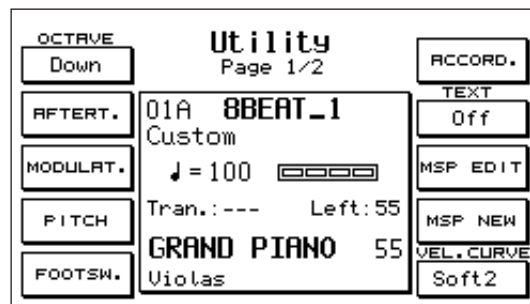 Utility
Page 1/2
OCTAVE
Down
AFTERT.
MODULAT.
PITCH
FOOTSW.
01A 8BEAT_1
Custom
♩=100
Tran.:--- Left:55
GRAND PIANO 55
Violas
ACCORD.
TEXT
Off
MSP EDIT
MSP NEW
VEL.CURVE
Soft2